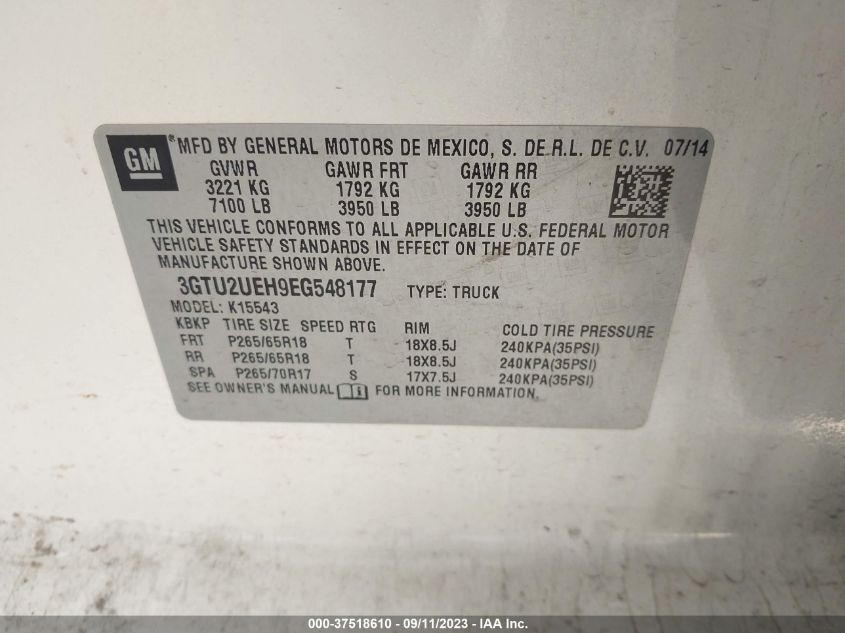 GM ® MFD BY GENERAL MOTORS DE MEXICO, S. DE R.L. DE C.V. 07/14
GVWR GAWR FRT GAWR RR
3221 KG 1792 KG 1792 KG
7100 LB 3950 LB 3950 LB
THIS VEHICLE CONFORMS TO ALL APPLICABLE U.S. FEDERAL MOTOR
VEHICLE SAFETY STANDARDS IN EFFECT ON THE DATE OF
MANUFACTURE SHOWN ABOVE.
3GTU2UEH9EG548177 TYPE: TRUCK
MODEL: K15543
KBKP TIRE SIZE SPEED RTG RIM COLD TIRE PRESSURE
FRT P265/65R18 T 18X8.5J 240KPA(35PSI)
RR P265/65R18 T 18X8.5J 240KPA(35PSI)
SPA P265/70R17 S 17X7.5J 240KPA(35PSI)
SEE OWNER'S MANUAL FOR MORE INFORMATION.
000-37518610 - 09/11/2023 - IAA Inc.